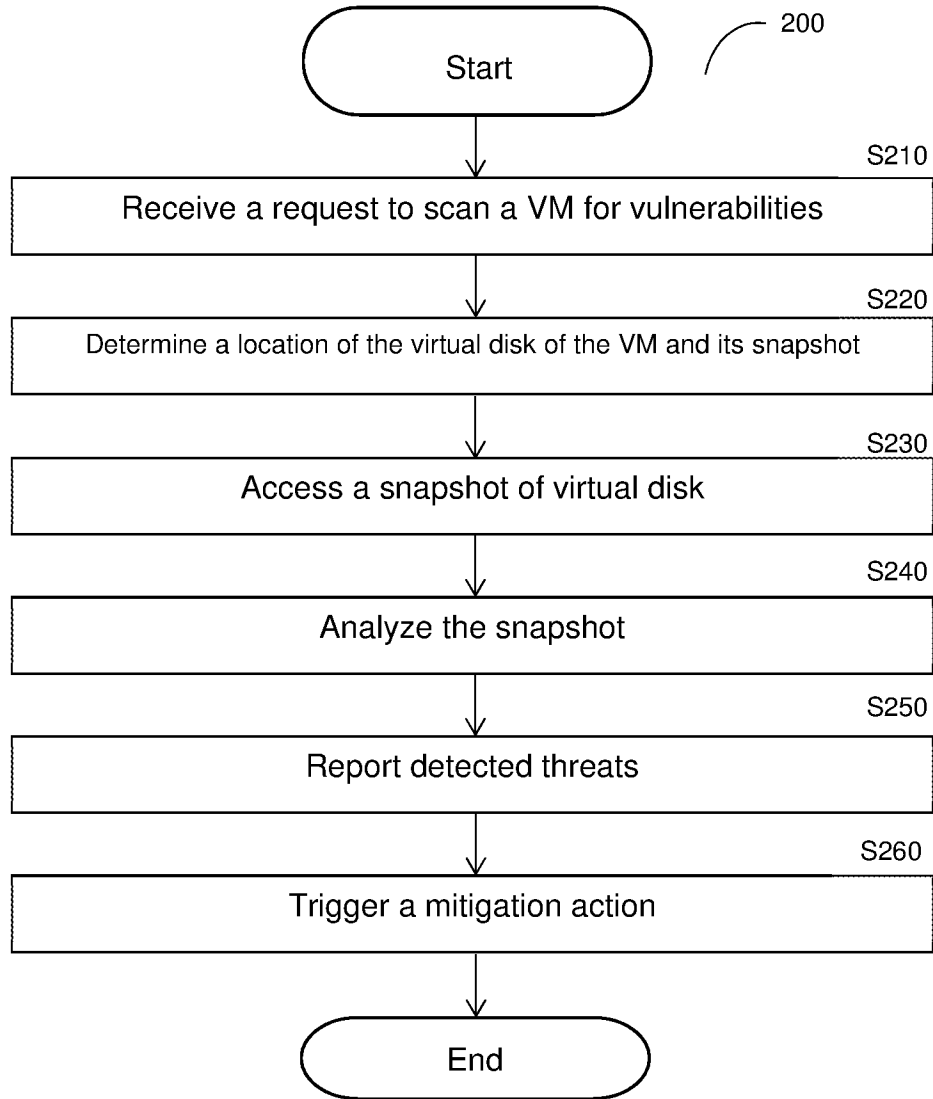 200
Start
S210
Receive a request to scan a VM for vulnerabilities
S220
Determine a location of the virtual disk of the VM and its snapshot
S230
Access a snapshot of virtual disk
S240
Analyze the snapshot
S250
Report detected threats
S260
Trigger a mitigation action
End